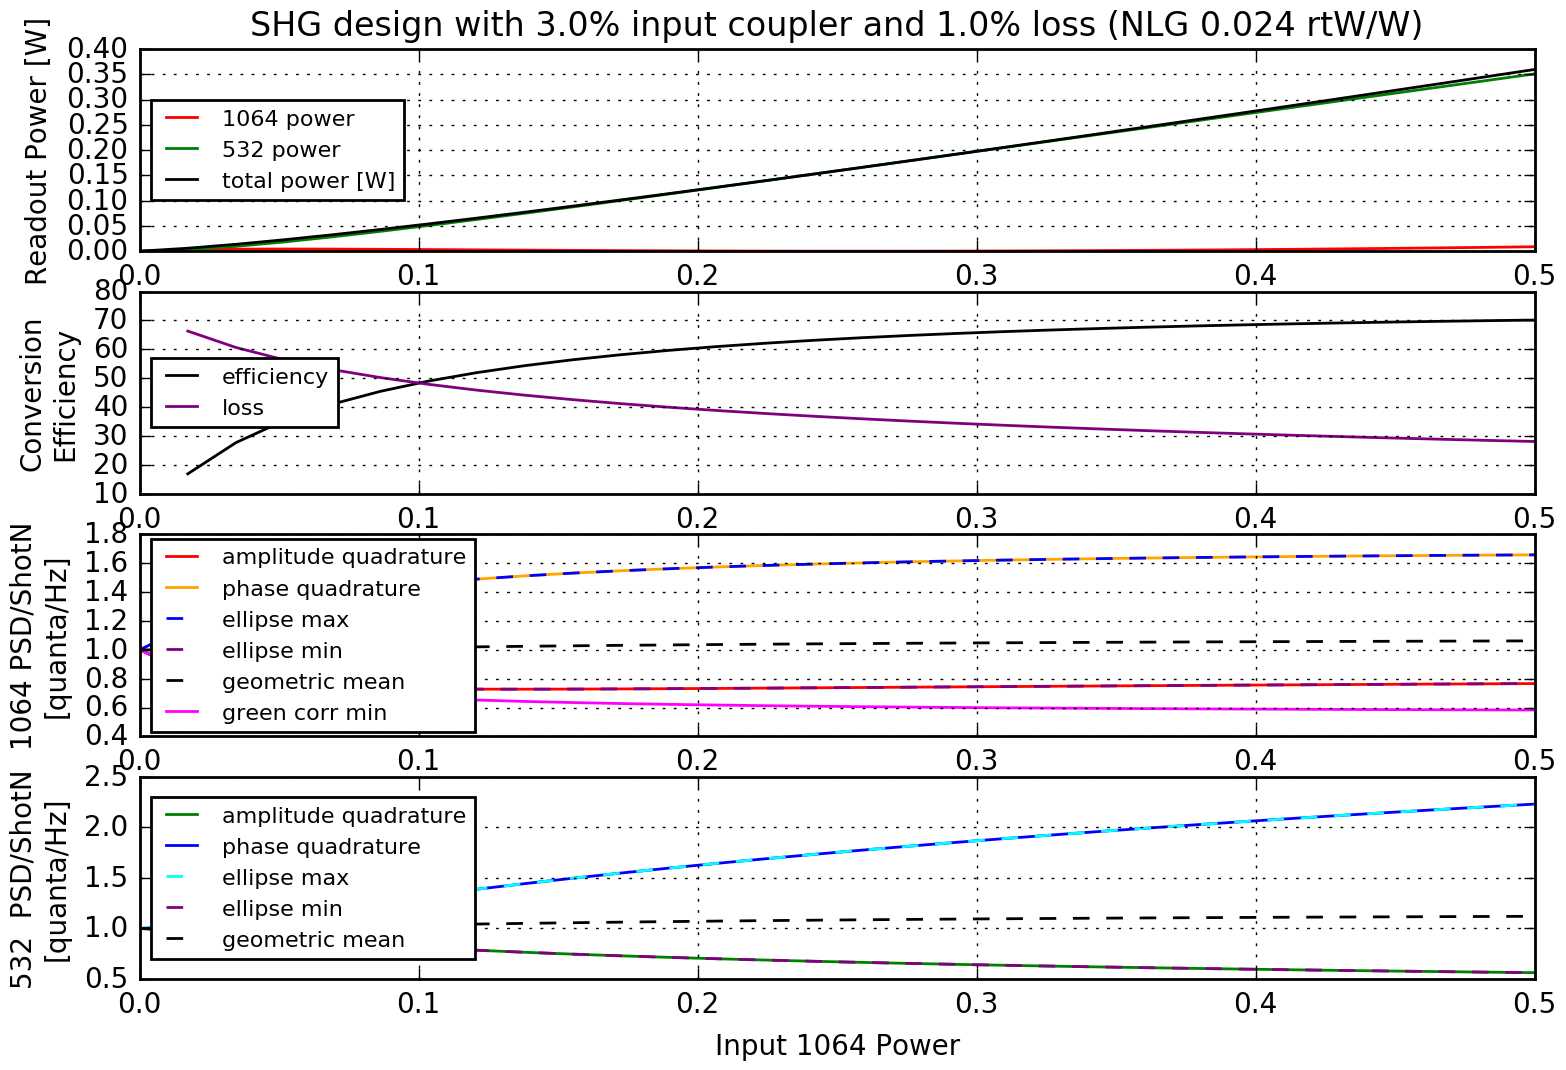 SHG design with 3.0% input coupler and 1.0% loss (NLG 0.024 rtW/W)
Readout Power [W]
0.40
0.35
0.30
0.25
0.20
0.15
0.10
0.05
0.00
1064 power
532 power
total power [W]
0.0 0.1 0.2 0.3 0.4 0.5
Conversion
Efficiency
80
70
60
50
40
30
20
10
efficiency
loss
0.0 0.1 0.2 0.3 0.4 0.5
1064 PSD/ShotN
[quanta/Hz]
1.8
1.6
1.4
1.2
1.0
0.8
0.6
0.4
amplitude quadrature
phase quadrature
ellipse max
ellipse min
geometric mean
green corr min
0.0 0.1 0.2 0.3 0.4 0.5
532 PSD/ShotN
[quanta/Hz]
2.5
2.0
1.5
1.0
0.5
amplitude quadrature
phase quadrature
ellipse max
ellipse min
geometric mean
0.0 0.1 0.2 0.3 0.4 0.5
Input 1064 Power